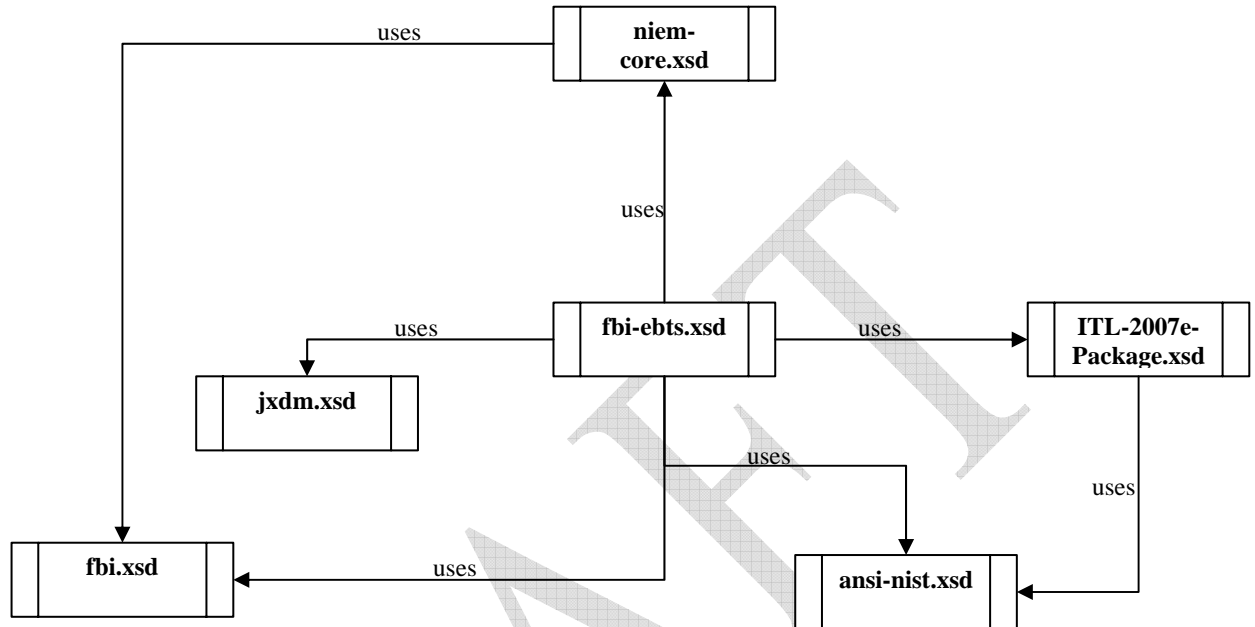 uses
niem-
core.xsd
uses
uses
fbi-ebts.xsd
uses
ITL-2007e-
Package.xsd
jxdm.xsd
uses
uses
fbi.xsd
uses
ansi-nist.xsd